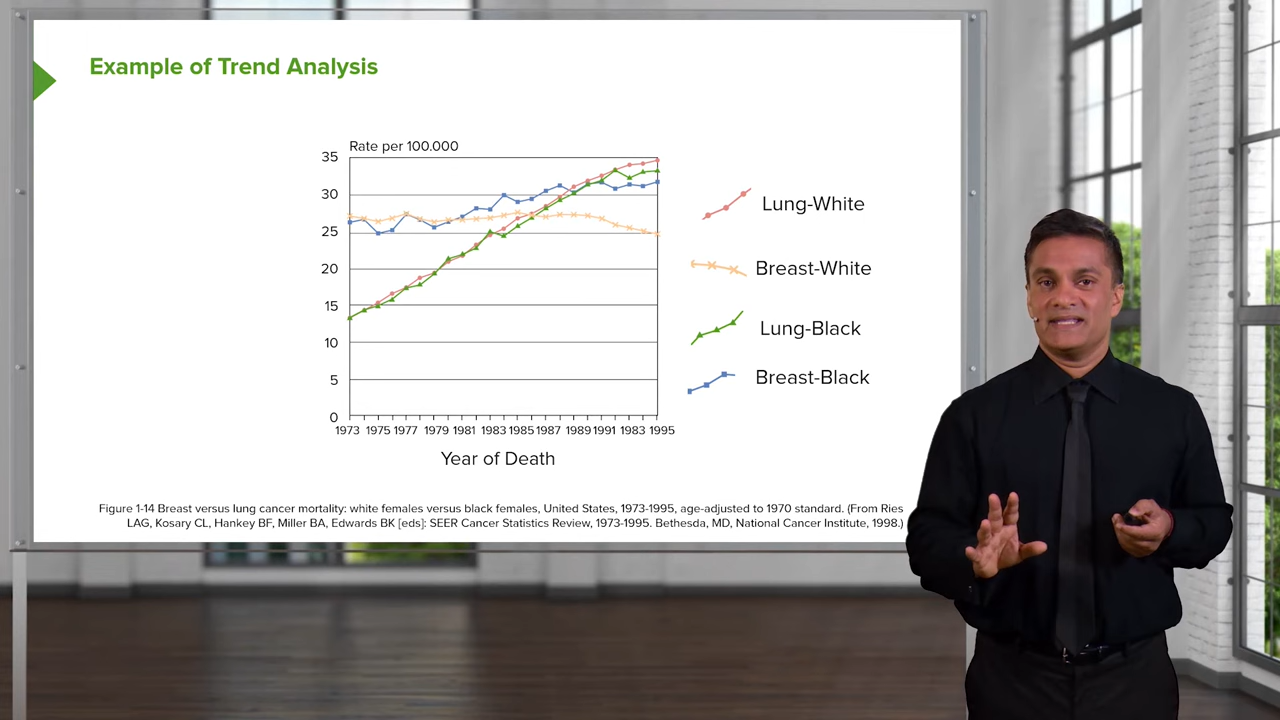 Example of Trend Analysis
Rate per 100.000
35
30
25
20
15
10
5
0
1973 1975 1977 1979 1981 1983 1985 1987 1989 1991 1983 1995
Year of Death
Lung-White
Breast-White
Lung-Black
Breast-Black
Figure 1-14 Breast versus lung cancer mortality: white females versus black females, United States, 1973-1995, age-adjusted to 1970 standard. (From Ries
LAG, Kosary CL, Hankey BF, Miller BA, Edwards BK [eds]: SEER Cancer Statistics Review, 1973-1995. Bethesda, MD, National Cancer Institute, 1998.)